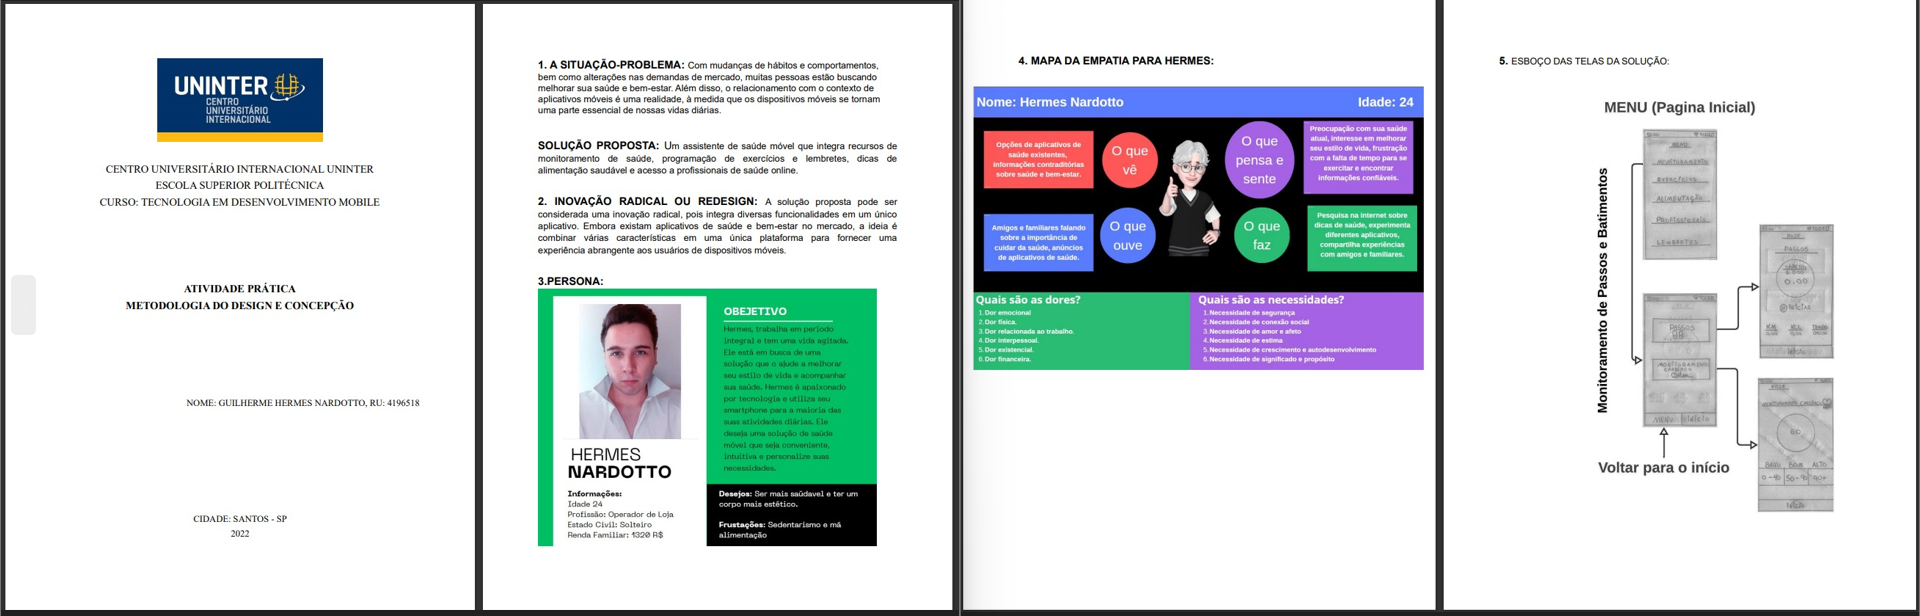 UNINTER
CENTRO
UNIVERSITÁRIO
INTERNACIONAL
CENTRO UNIVERSITÁRIO INTERNACIONAL UNINTER
ESCOLA SUPERIOR POLITÉCNICA
CURSO: TECNOLOGIA EM DESENVOLVIMENTO MOBILE
ATIVIDADE PRÁTICA
METODOLOGIA DO DESIGN E CONCEPÇÃO
NOME: GUILHERME HERMES NARDOTTO, RU: 4196518
CIDADE: SANTOS - SP
2022
1. A SITUAÇÃO-PROBLEMA: Com mudanças de hábitos e comportamentos,
bem como alterações nas demandas de mercado, muitas pessoas estão buscando
melhorar sua saúde e bem-estar. Além disso, o relacionamento com o contexto de
aplicativos móveis é uma realidade, à medida que os dispositivos móveis se tornam
uma parte essencial de nossas vidas diárias.
SOLUÇÃO PROPOSTA: Um assistente de saúde móvel que integra recursos de
monitoramento de saúde, programação de exercícios e lembretes, dicas de
alimentação saudável e acesso a profissionais de saúde online.
2. INOVAÇÃO RADICAL OU REDESIGN: A solução proposta pode ser
considerada uma inovação radical, pois integra diversas funcionalidades em um único
aplicativo. Embora existam aplicativos de saúde e bem-estar no mercado, a ideia é
combinar várias características em uma única plataforma para fornecer uma
experiência abrangente aos usuários de dispositivos móveis.
3.PERSONA:
HERMES
NARDOTTO
Informações:
Idade 24
Profissão: Operador de Loja
Estado Civil: Solteiro
Renda Familiar: 1320 R$
OBJETIVO
Hermes, trabalha em período
integral e tem uma vida agitada.
Ele está em busca de uma
solução que o ajude a melhorar
seu estilo de vida e acompanhar
sua saúde. Hermes é apaixonado
por tecnologia e utiliza seu
smartphone para a maioria das
suas atividades diárias. Ele
deseja uma solução de saúde
móvel que seja conveniente,
intuitiva e personalize suas
necessidades.
Desejos: Ser mais saúdavel e ter um
corpo mais estético.
Frustações: Sedentarismo e má
alimentação
4. MAPA DA EMPATIA PARA HERMES:
Nome: Hermes Nardotto
Idade: 24
Opções de aplicativos de
saúde existentes,
informações contraditórias
sobre saúde e bem-estar.
O que
vê
O que
pensa e
sente
Preocupação com sua saúde
atual, interesse em melhorar
seu estilo de vida, frustração
com a falta de tempo para se
exercitar e encontrar
informações confiáveis.
Amigos e familiares falando
sobre a importância de
cuidar da saúde, anúncios
de aplicativos de saúde.
O que
ouve
O que
faz
Pesquisa na internet sobre
dicas de saúde, experimenta
diferentes aplicativos,
compartilha experiências
com amigos e familiares.
Quais são as dores?
1. Dor emocional
2. Dor física.
3. Dor relacionada ao trabalho.
4. Dor interpessoal.
5. Dor existencial.
6. Dor financeira.
Quais são as necessidades?
1. Necessidade de segurança
2. Necessidade de conexão social
3. Necessidade de amor e afeto
4. Necessidade de estima
5. Necessidade de crescimento e autodesenvolvimento
6. Necessidade de significado e propósito
5. ESBOÇO DAS TELAS DA SOLUÇÃO:
MENU (Pagina Inicial)
Monitoramento de Passos e Batimentos
MENU
MONITORAMENTO
EXERCÍCIOS
ALIMENTAÇÃO
LEMBRETES
PASSOS
MENU
INÍCIO
PASSOS
0.00
60
BAIXO BOM ALTO
0-40 50-90 90+
INÍCIO
Voltar para o início